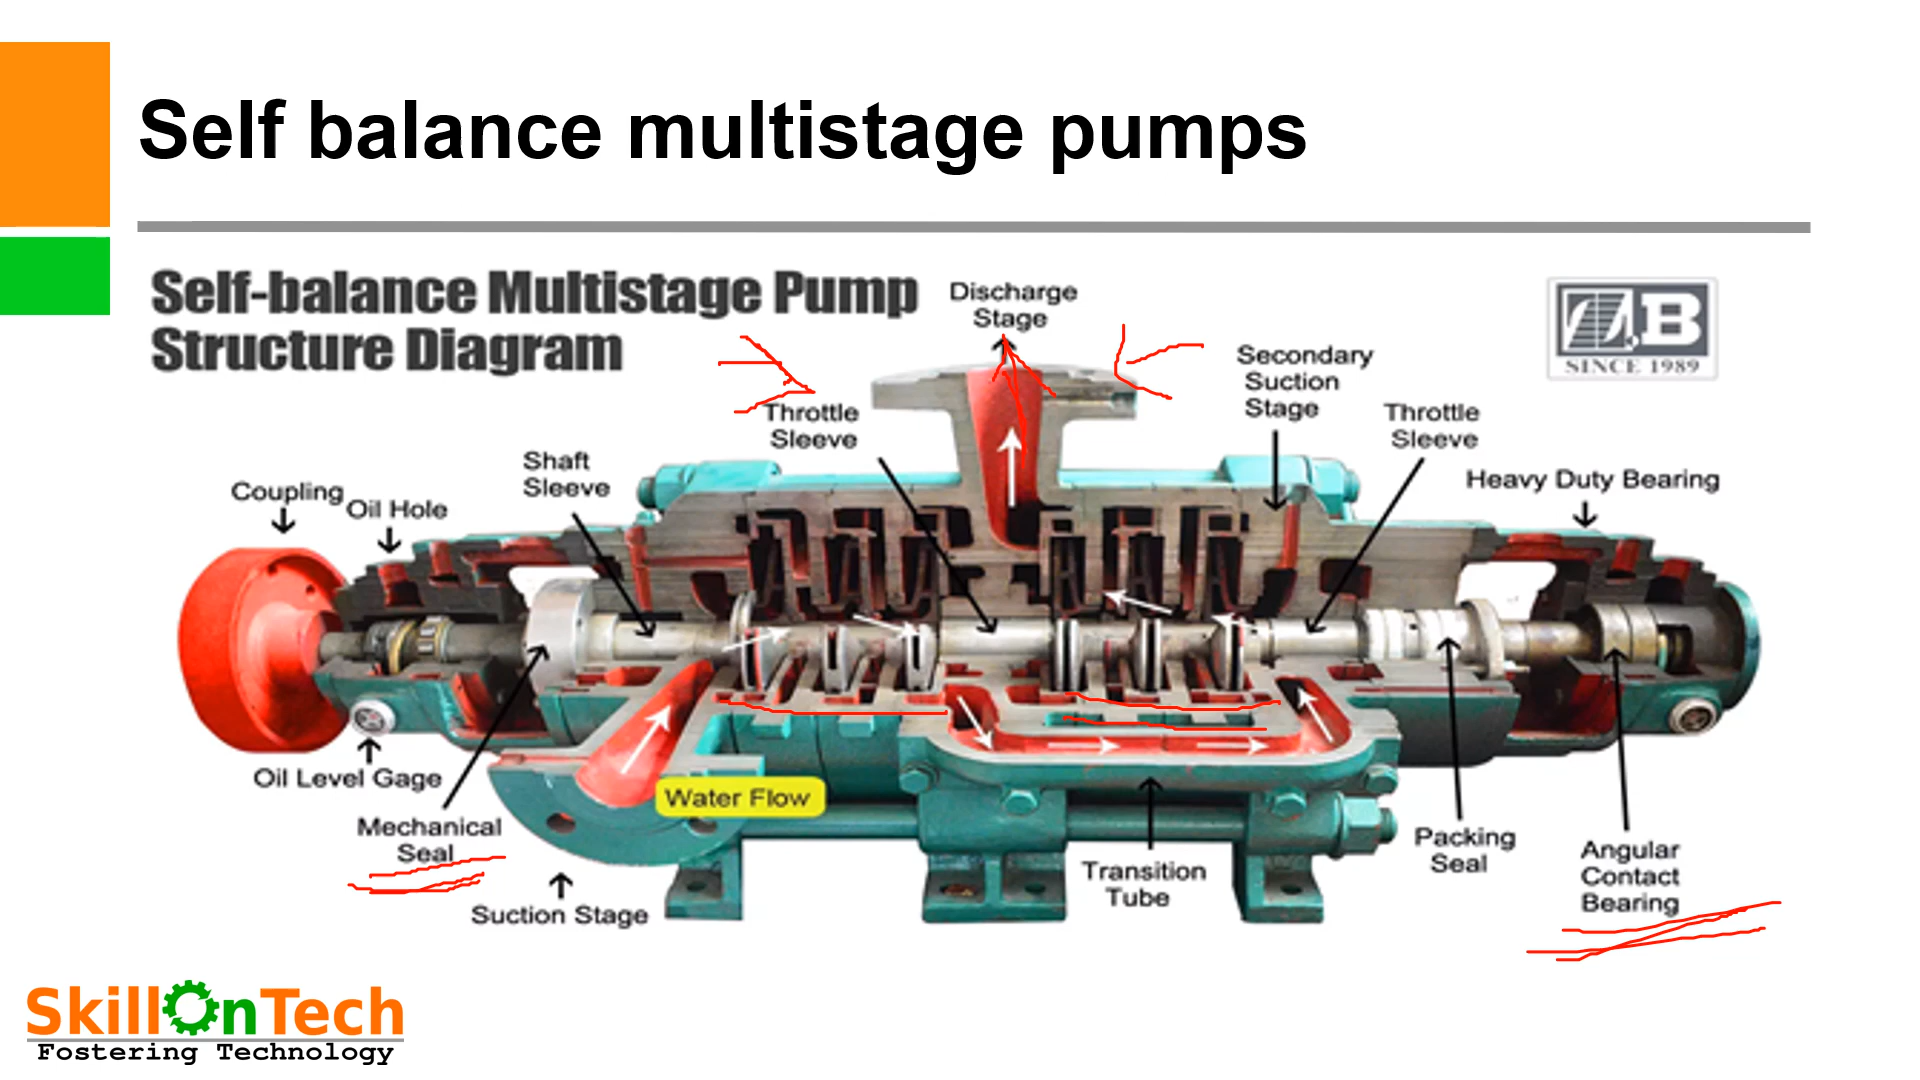 Self balance multistage pumps
Self-balance Multistage Pump
Structure Diagram
Discharge
Stage
SINCE 1989
Secondary
Suction
Stage
Throttle
Sleeve
Throttle
Sleeve
Shaft
Sleeve
Heavy Duty Bearing
Coupling
Oil Hole
Oil Level Gage
Water Flow
Mechanical
Seal
Suction Stage
Transition
Tube
Packing
Seal
Angular
Contact
Bearing
SkillOnTech
Fostering Technology